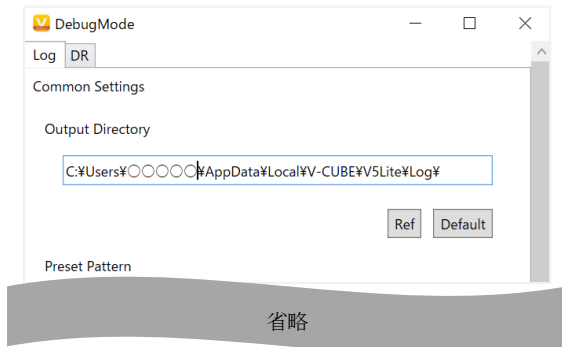 DebugMode
Log DR
Common Settings
Output Directory
C:¥Users¥○○○○○¥AppData¥Local¥V-CUBE¥V5Lite¥Log¥
Ref Default
Preset Pattern
省略